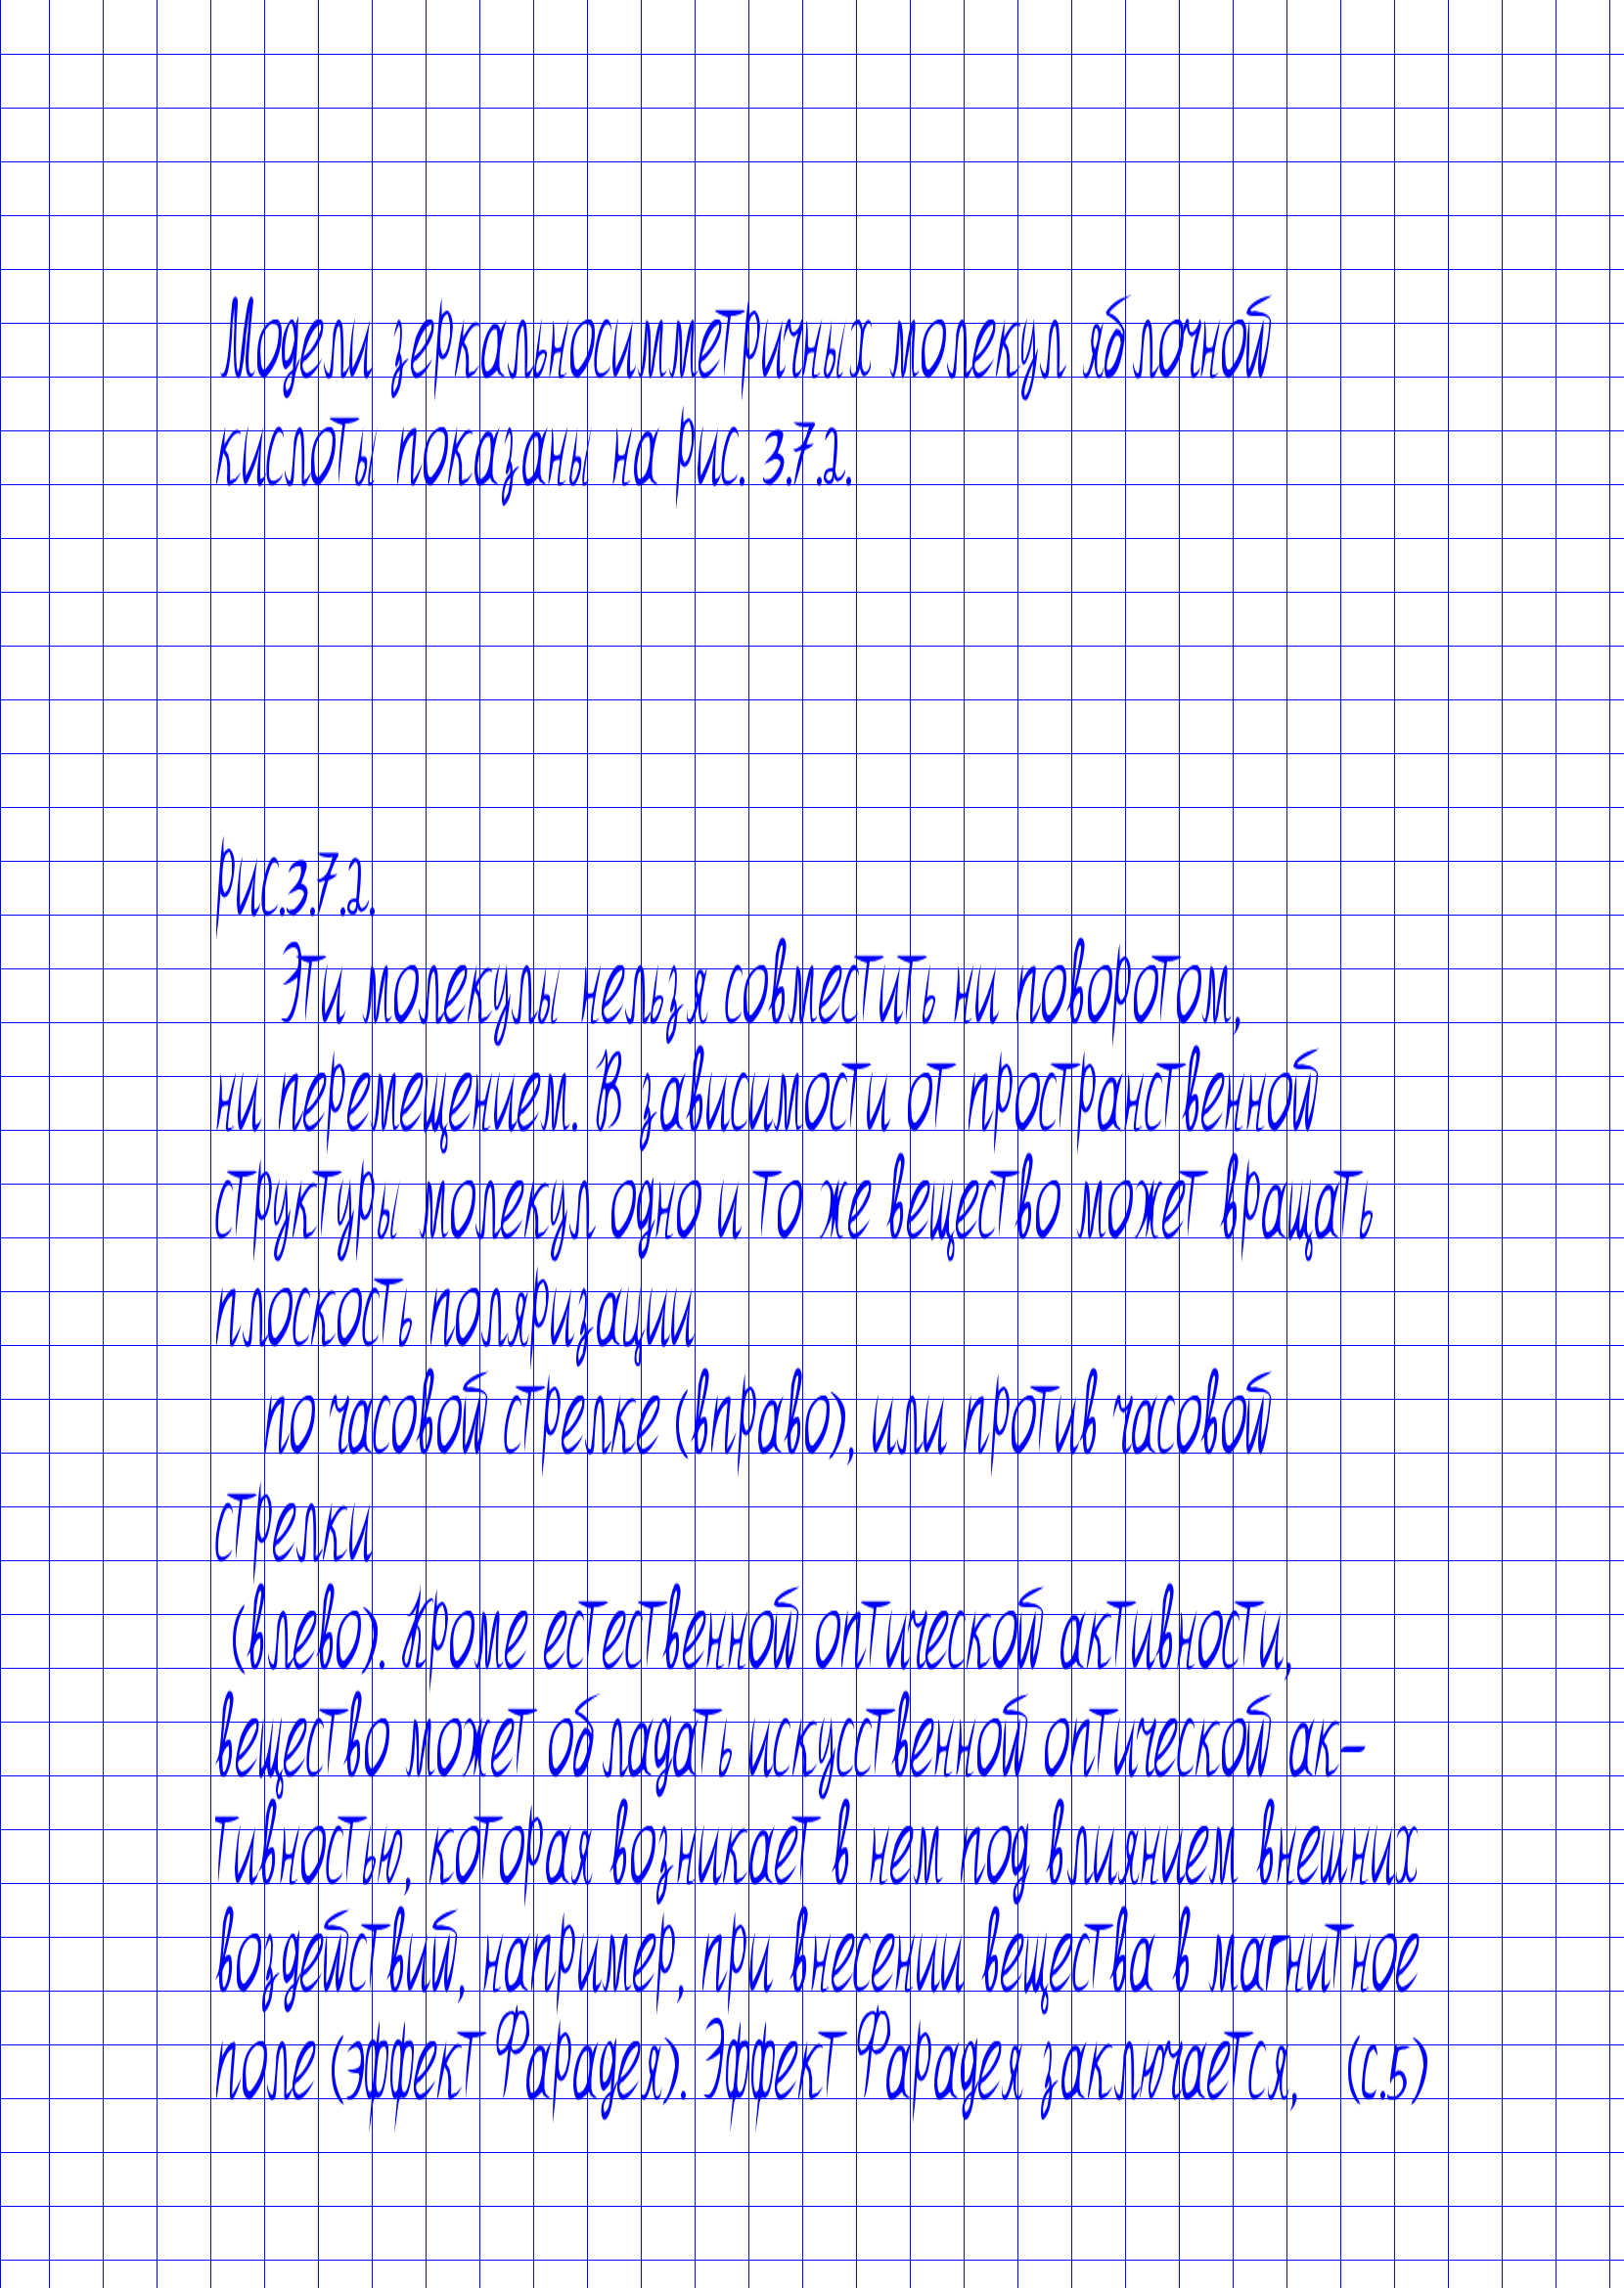 Модели зеркальносимметричных молекул яблочной
кислоты показаны на рис. 3.7.2.
рис.3.7.2.
Эти молекулы нельзя совместить ни поворотом,
ни перемещением. В зависимости от пространственной
структуры молекул одно и то же вещество может вращать
плоскость поляризации
по часовой стрелке (вправо), или против часовой
стрелки
(влево). Кроме естественной оптической активности,
вещество может обладать искуственной оптической ак-
тивностью, которая возникает в нем под влиянием внешних
воздействий, например, при внесении вещества в магнитное
поле (эффект Фарадея). Эффект Фарадея заключается, (с.5)